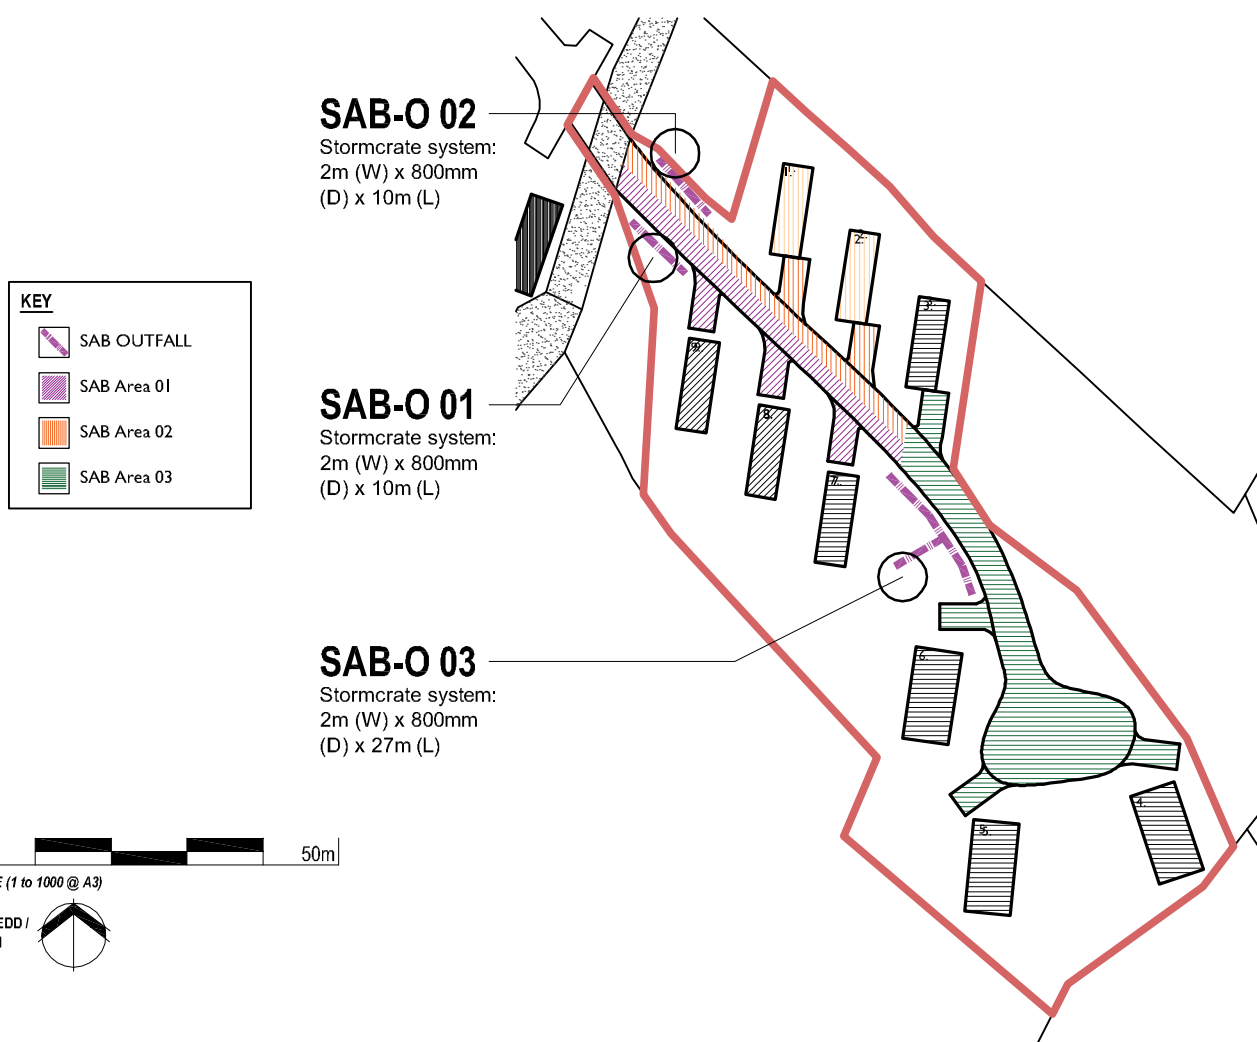 SAB-O 02
Stormcrate system:
2m (W) x 800mm
(D) x 10m (L)
KEY
SAB OUTFALL
SAB Area 01
SAB Area 02
SAB Area 03
SAB-O 01
Stormcrate system:
2m (W) x 800mm
(D) x 10m (L)
SAB-O 03
Stormcrate system:
2m (W) x 800mm
(D) x 27m (L)
1.
2.
3.
9.
8.
7.
6.
4.
5.
50m
E (1 to 1000 @ A3)
EDD /